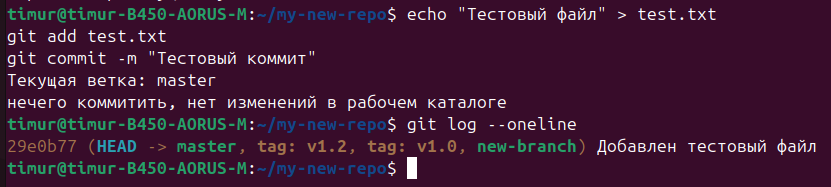 timur@timur-B450-AORUS-M:~/my-new-repo$ echo "Тестовый файл" > test.txt
git add test.txt
git commit -m "Тестовый коммит"
Текущая ветка: master
нечего коммитить, нет изменений в рабочем каталоге
timur@timur-B450-AORUS-M:~/my-new-repo$ git log --oneline
29e0b77 (HEAD -> master, tag: v1.2, tag: v1.0, new-branch) Добавлен тестовый файл
timur@timur-B450-AORUS-M:~/my-new-repo$